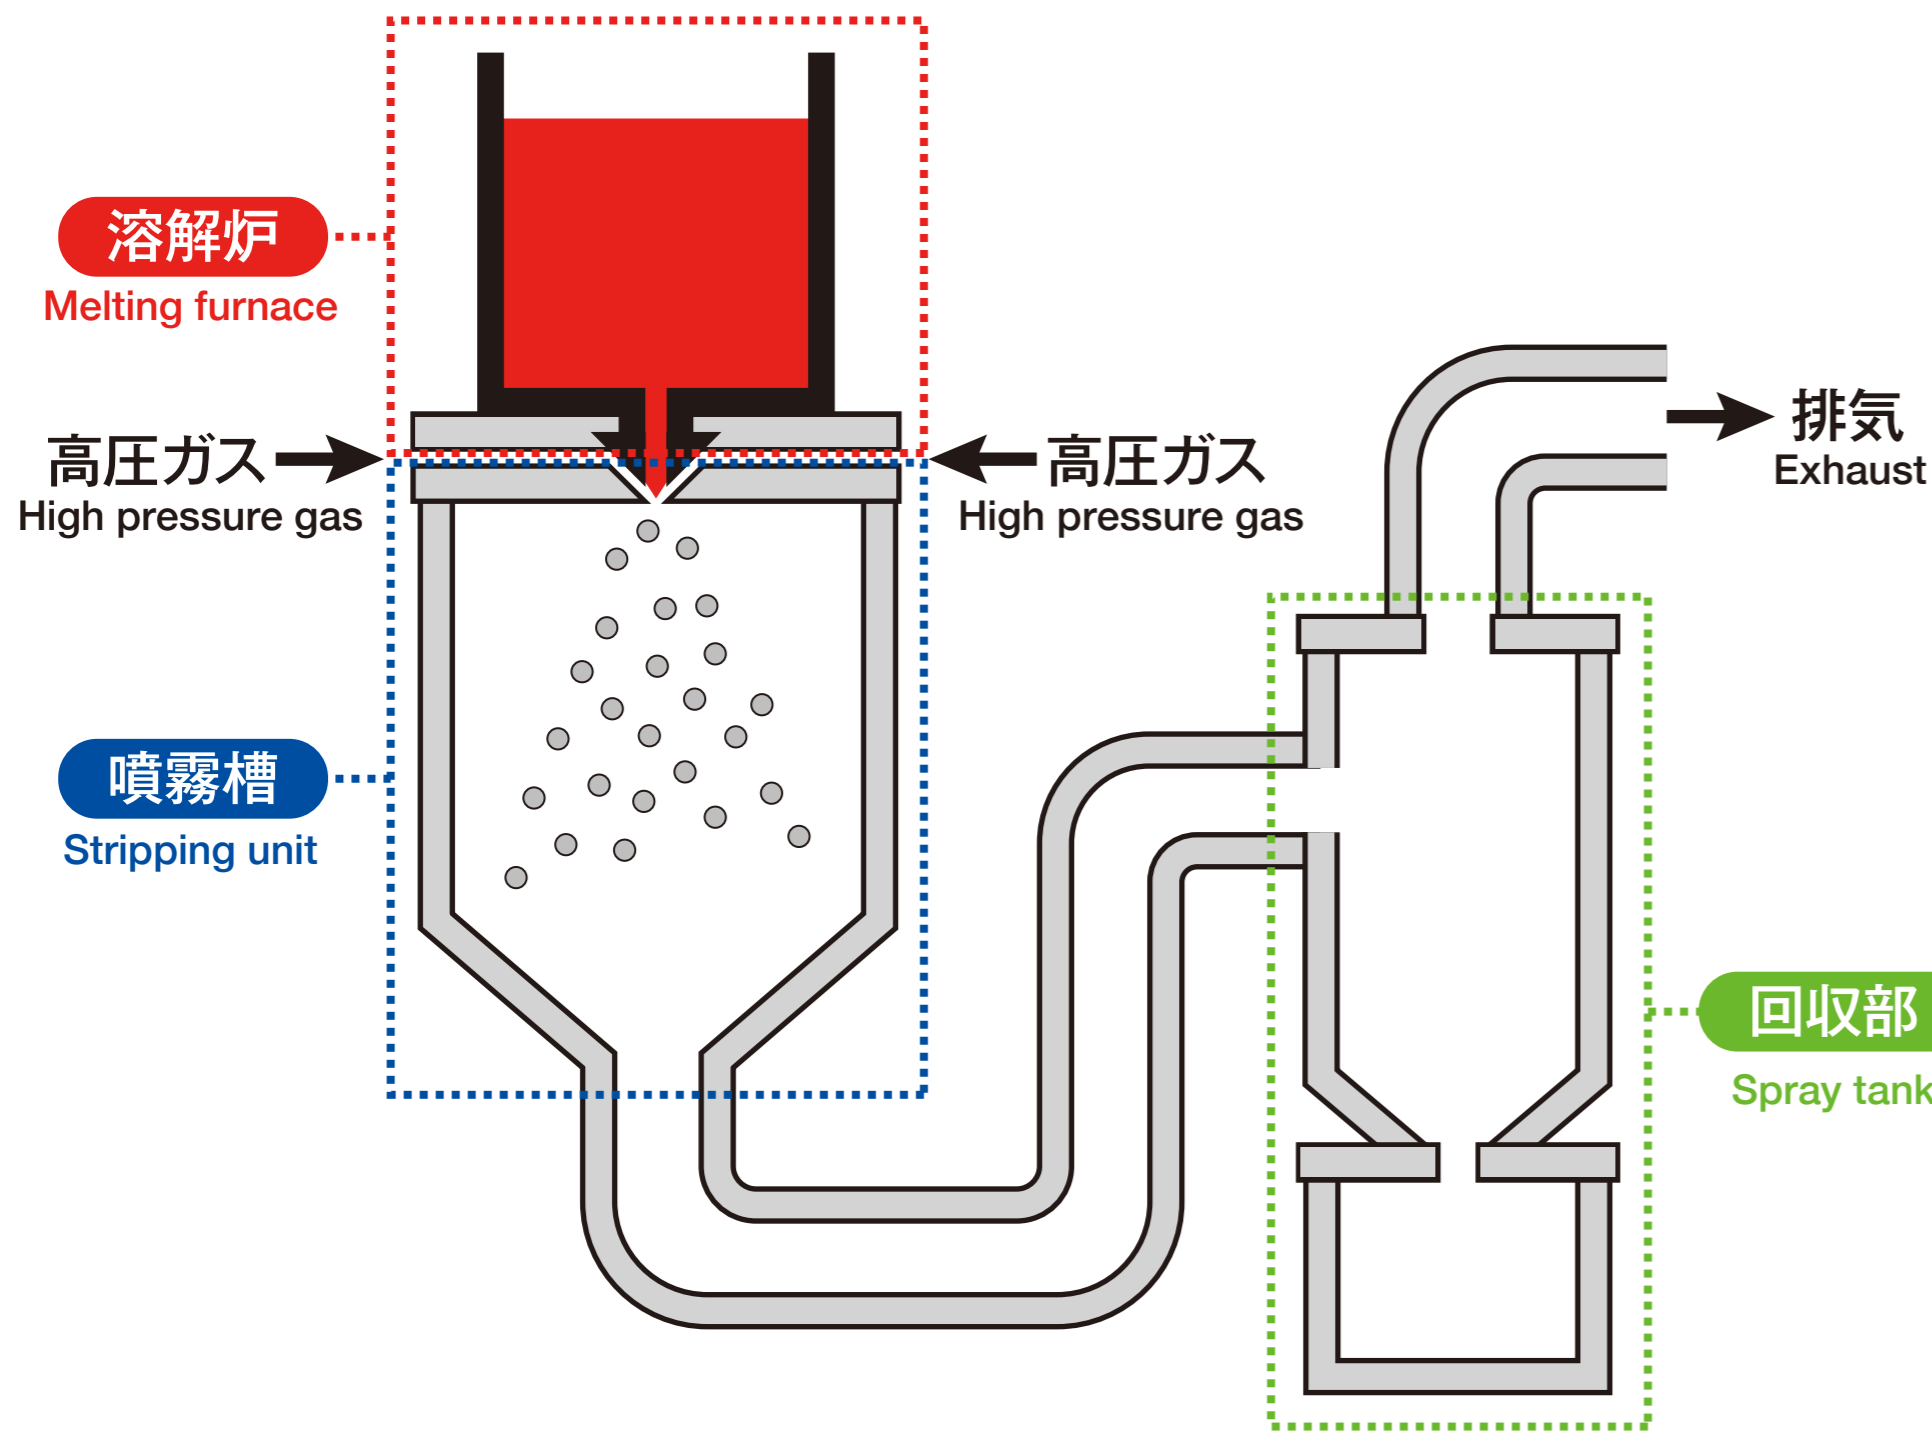 溶解炉
Melting furnace
高圧ガス
High pressure gas
高圧ガス
High pressure gas
排気
Exhaust
噴霧槽
Stripping unit
回収部
Spray tank